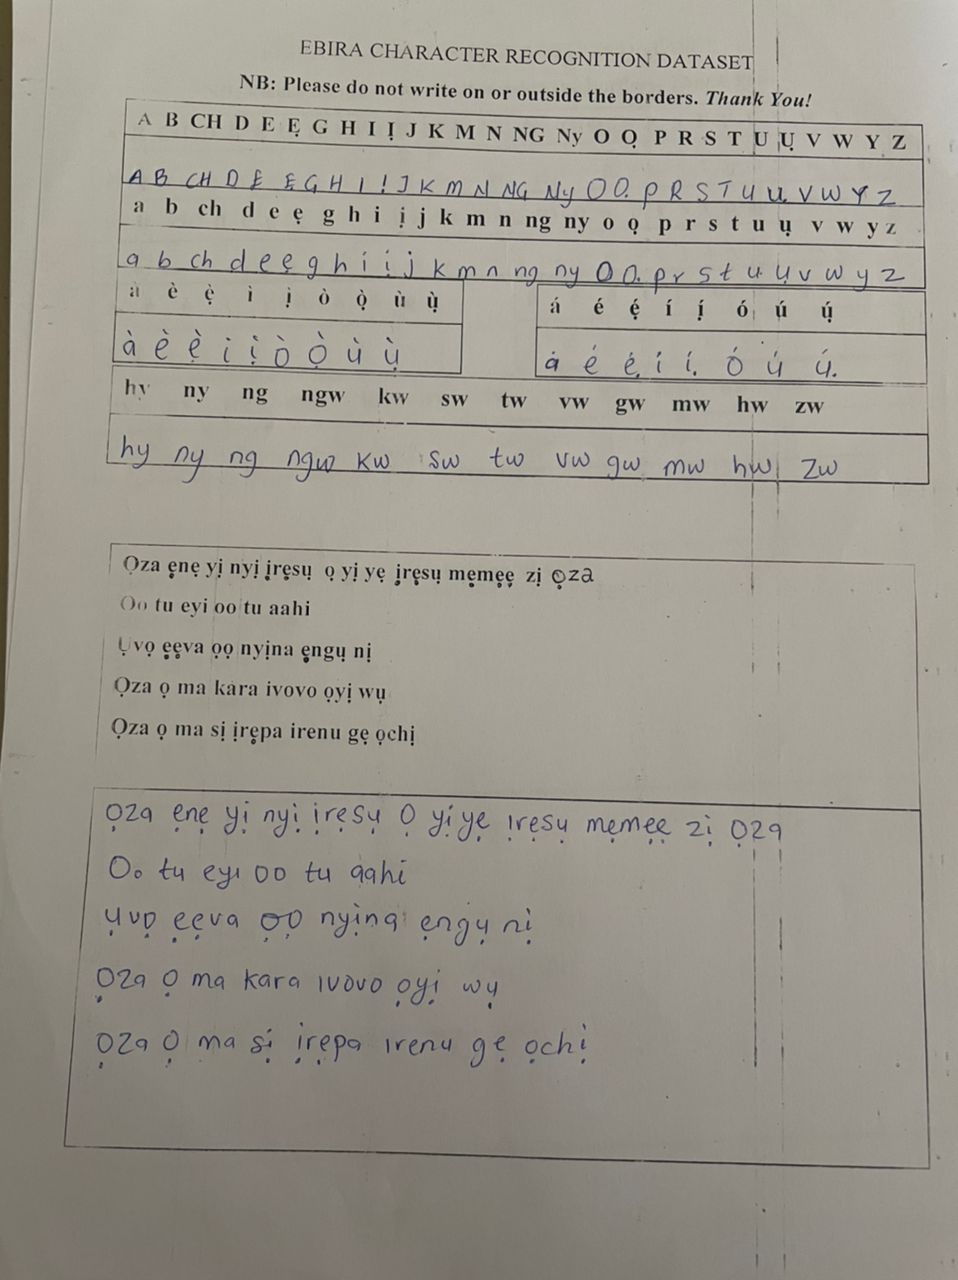 EBIRA CHARACTER RECOGNITION DATASET
NB: Please do not write on or outside the borders. Thank You!
A B CH D E Ẹ G H I Ị J K M N NG Ny O Ọ P R S T U Ụ V W Y Z
A B CH D E Ẹ G H I Ị J K M N NG Ny O O. P R S T U Ụ V W Y Z
a b ch d e ẹ g h i ị j k m n ng ny o ọ p r s t u ụ v w y z
a b ch d e ẹ g h i ị j k m n ng ny o o. p r s t u ụ v w y z
à è ẹ̀ ì ị̀ ò ọ̀ ù ụ̀
á é ẹ́ í ị́ ó ú ụ́
à è ẹ̀ ì ị̀ ò ọ̀ ù ụ̀
á é ẹ́ í í. ó ú ú.
hy ny ng ngw kw sw tw vw gw mw hw zw
hy ny ng ngw kw sw tw vw gw mw hw zw
Ọza ẹnẹ yị nyị ịrẹsụ ọ yị yẹ ịrẹsụ mẹmẹẹ zị ọza
Oo tu eyi oo tu aahi
Ụvọ ẹẹva ọọ nyịna ẹngụ nị
Ọza ọ ma kara ivovo ọyị wụ
Ọza ọ ma sị ịrẹpa irenu gẹ ọchị
Ọza ẹnẹ yị nyị ịrẹsụ Ọ yị yẹ ịrẹsụ mẹmẹẹ zị Ọza
Oo tu eyi oo tu aahi
Ụvọ ẹẹva ọọ nyịna ẹngụ nị
Ọza Ọ ma kara ivovo ọyị wụ
Ọza Ọ ma sị ịrẹpa irenu gẹ ọchị